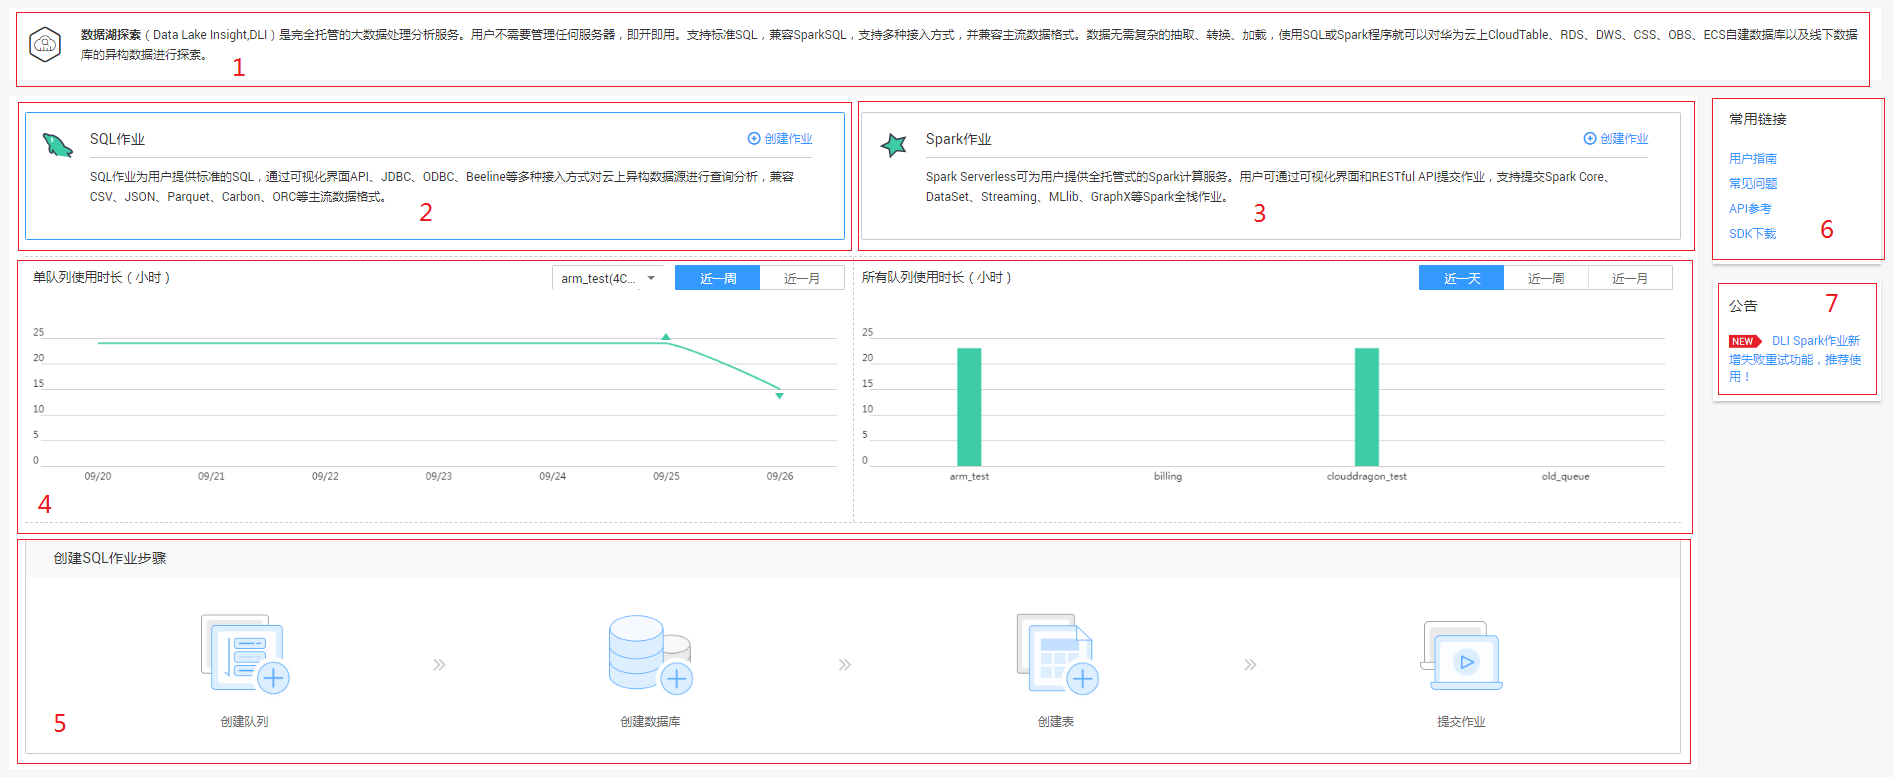 数据湖探索（Data Lake Insight,DLI）是完全托管的大数据处理分析服务。用户不需要管理任何服务器，即开即用。支持标准SQL，兼容SparkSQL，支持多种接入方式，并兼容主流数据格式。数据无需复杂的抽取、转换、加载，使用SQL或Spark程序就可以对华为云上CloudTable、RDS、DWS、CSS、OBS、ECS自建数据库以及线下数据
库的异构数据进行探索。
1
SQL作业
创建作业
SQL作业为用户提供标准的SQL，通过可视化界面API、JDBC、ODBC、Beeline等多种接入方式对云上异构数据源进行查询分析，兼容
CSV、JSON、Parquet、Carbon、ORC等主流数据格式。
2
Spark作业
创建作业
Spark Serverless可为用户提供全托管式的Spark计算服务。用户可通过可视化界面和RESTful API提交作业，支持提交Spark Core、
DataSet、Streaming、MLlib、GraphX等Spark全栈作业。
3
常用链接
用户指南
常见问题
API参考
SDK下载
6
单队列使用时长（小时）
arm_test(4C...
近一周
近一月
25
20
15
10
5
0
09/20
09/21
09/22
09/23
09/24
09/25
09/26
4
所有队列使用时长（小时）
近一天
近一周
近一月
25
20
15
10
5
0
arm_test
billing
clouddragon_test
old_queue
公告
7
NEW DLI Spark作业新
增失败重试功能，推荐使
用！
创建SQL作业步骤
创建队列
创建数据库
创建表
提交作业
5